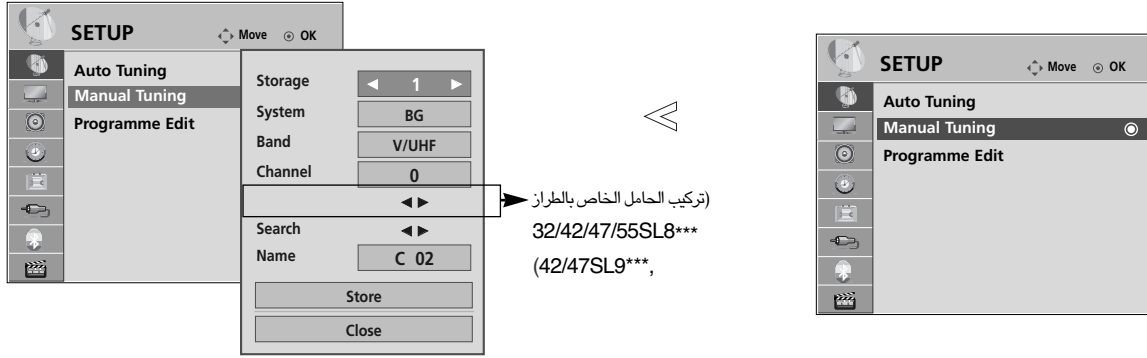 SETUP
Move OK
Auto Tuning
Manual Tuning
Programme Edit
Storage
1
System
BG
Band
V/UHF
Channel
0
Search
Name
C 02
Store
Close
(تركيب الحامل الخاص بالطراز
32/42/47/55SL8***
(42/47SL9***,
SETUP
Move OK
Auto Tuning
Manual Tuning
Programme Edit